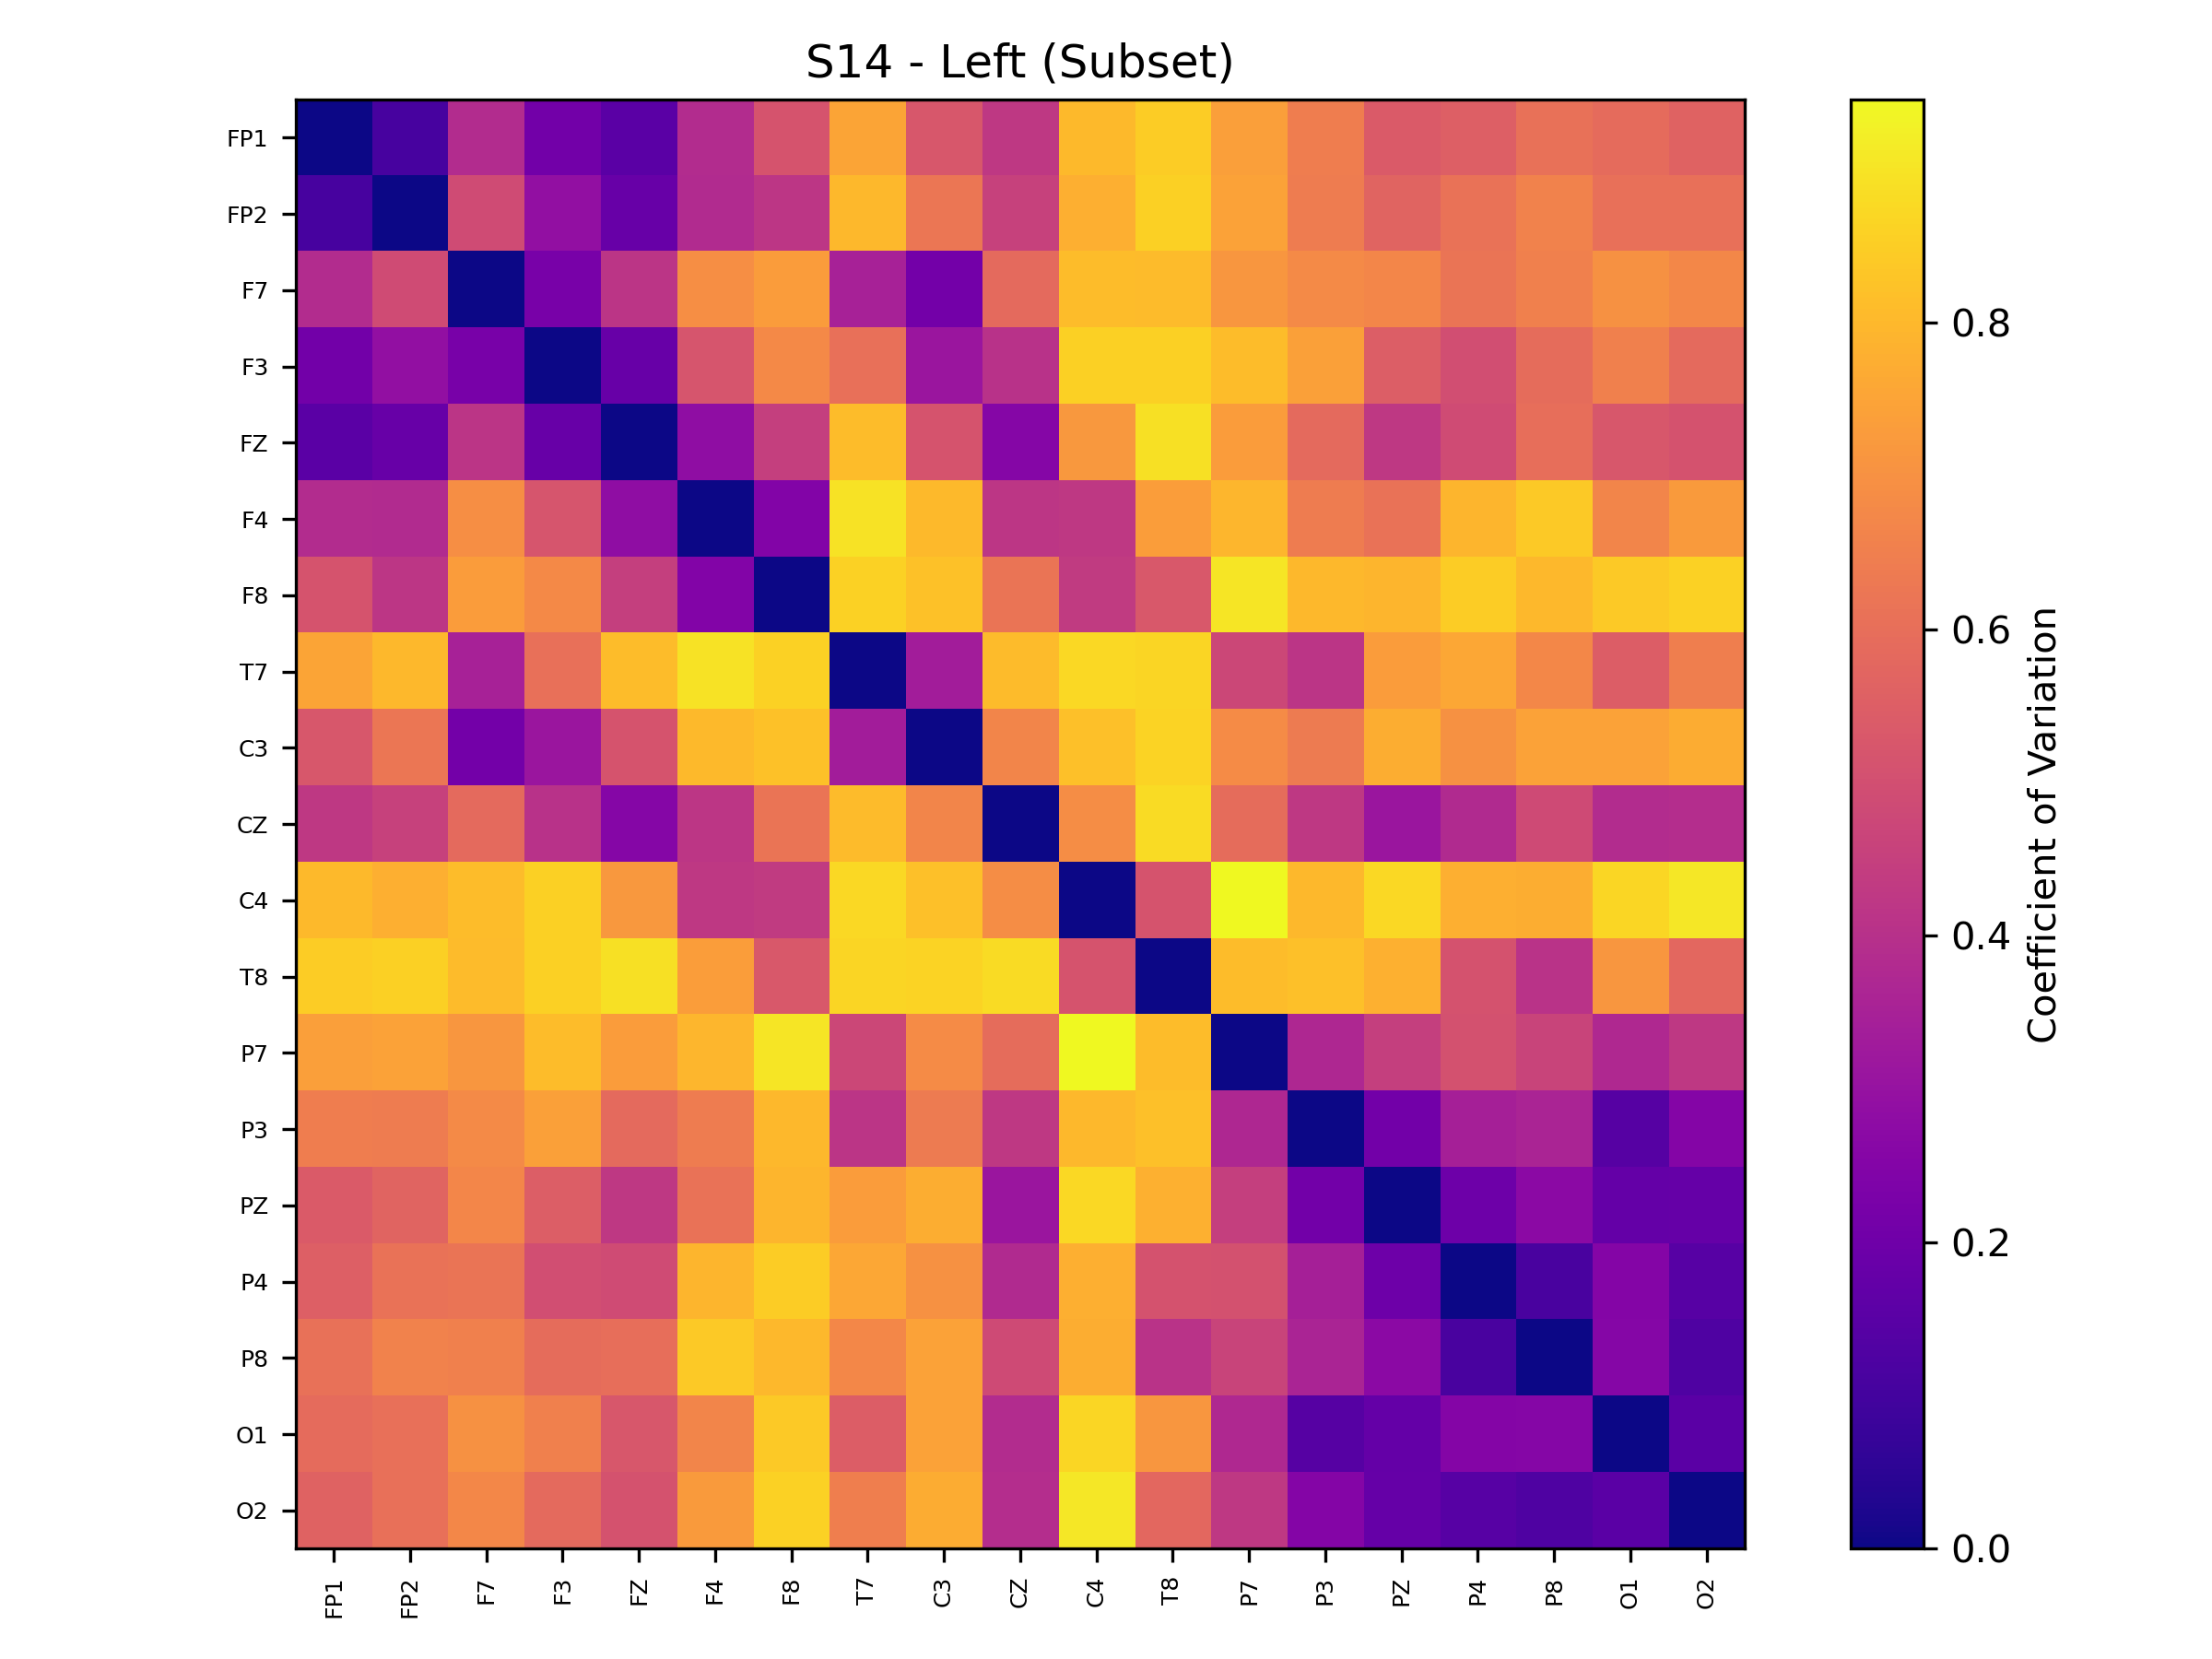 S14 - Left (Subset)
FP1
FP2
F7
F3
FZ
F4
F8
T7
C3
CZ
C4
T8
P7
P3
PZ
P4
P8
O1
O2
FP1
FP2
F7
F3
FZ
F4
F8
T7
C3
CZ
C4
T8
P7
P3
PZ
P4
P8
O1
O2
0.8
0.6
0.4
0.2
0.0
Coefficient of Variation